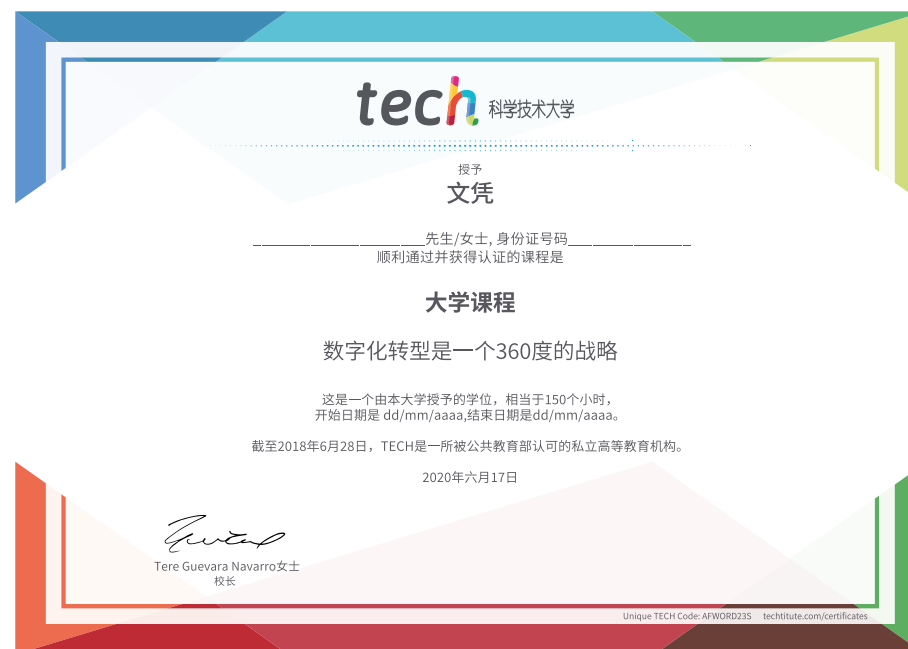 tech 科学技术大学
授予
文凭
______________________先生/女士, 身份证号码________________
顺利通过并获得认证的课程是
大学课程
数字化转型是一个360度的战略
这是一个由本大学授予的学位，相当于150个小时，
开始日期是 dd/mm/aaaa,结束日期是dd/mm/aaaa。
截至2018年6月28日，TECH是一所被公共教育部认可的私立高等教育机构。
2020年六月17日
Tere Guevara Navarro女士
校长
Unique TECH Code: AFWORD23S techtitute.com/certificates